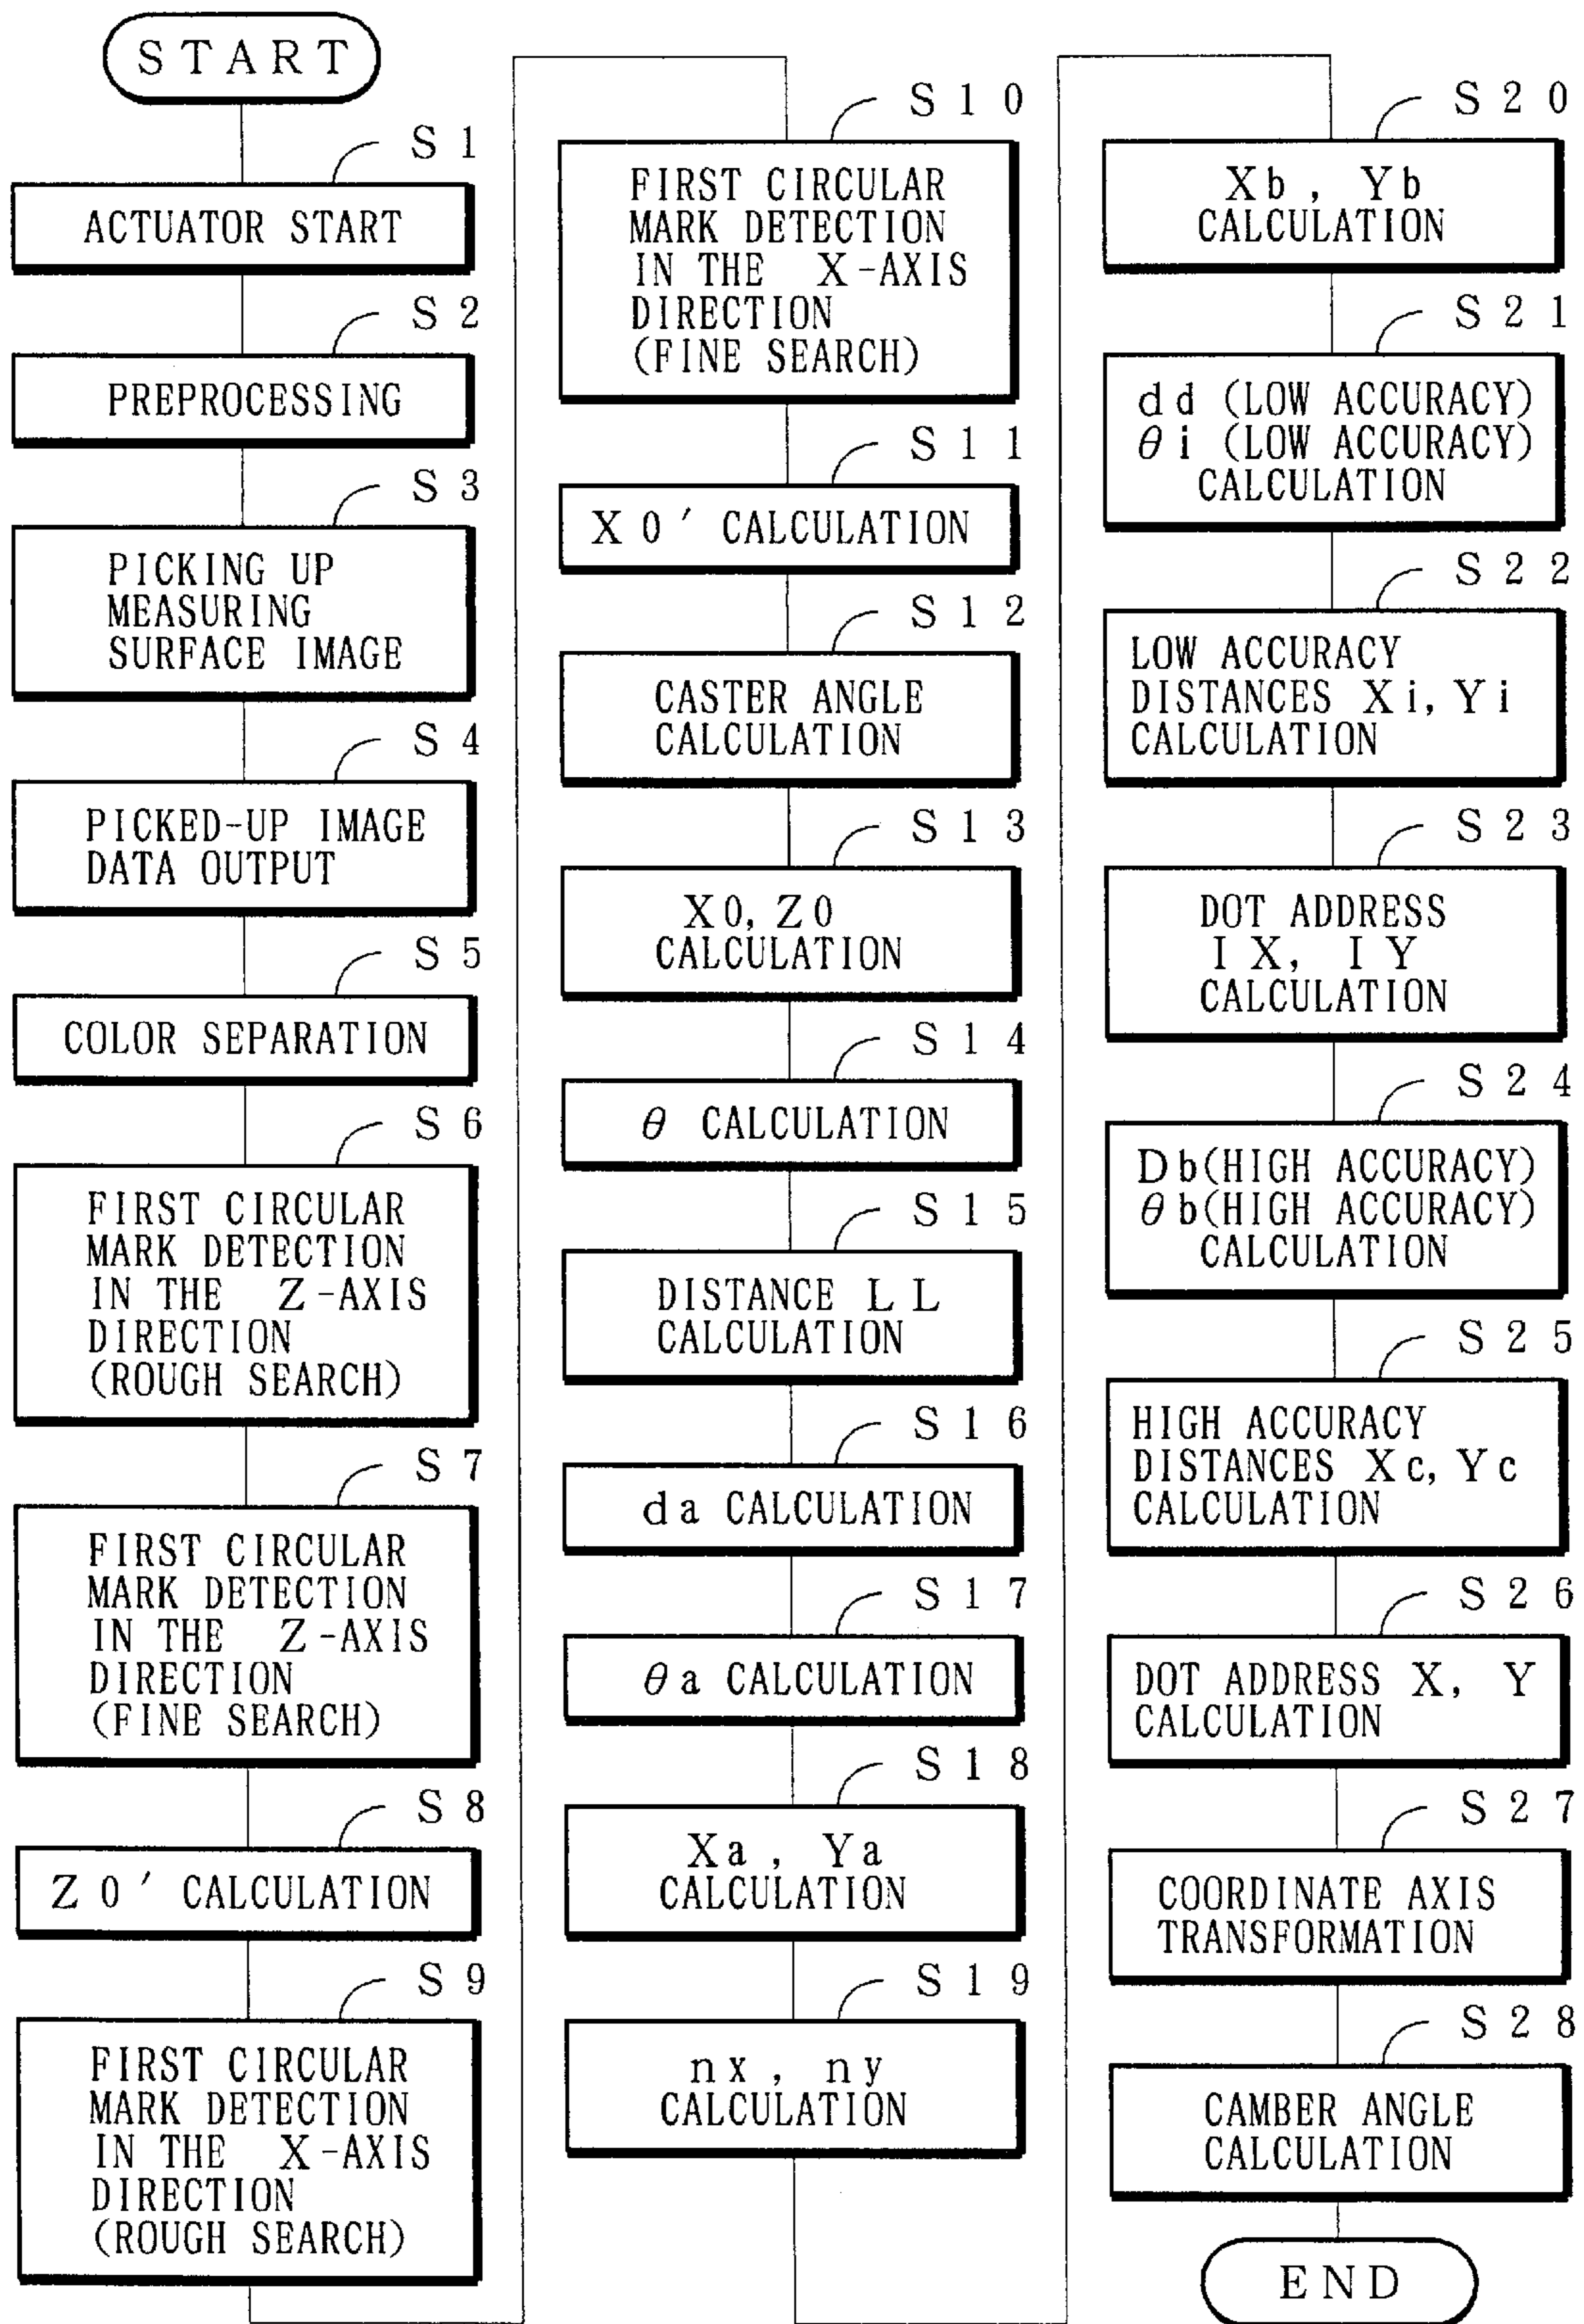 START
S1
ACTUATOR START
S2
PREPROCESSING
S3
PICKING UP
MEASURING
SURFACE IMAGE
S4
PICKED-UP IMAGE
DATA OUTPUT
S5
COLOR SEPARATION
S6
FIRST CIRCULAR
MARK DETECTION
IN THE Z-AXIS
DIRECTION
(ROUGH SEARCH)
S7
FIRST CIRCULAR
MARK DETECTION
IN THE Z-AXIS
DIRECTION
(FINE SEARCH)
S8
Z0' CALCULATION
S9
FIRST CIRCULAR
MARK DETECTION
IN THE X-AXIS
DIRECTION
(ROUGH SEARCH)
S10
FIRST CIRCULAR
MARK DETECTION
IN THE X-AXIS
DIRECTION
(FINE SEARCH)
S11
X0' CALCULATION
S12
CASTER ANGLE
CALCULATION
S13
X0, Z0
CALCULATION
S14
θ CALCULATION
S15
DISTANCE LL
CALCULATION
S16
da CALCULATION
S17
θa CALCULATION
S18
Xa, Ya
CALCULATION
S19
nx, ny
CALCULATION
S20
Xb, Yb
CALCULATION
S21
dd (LOW ACCURACY)
θi (LOW ACCURACY)
CALCULATION
S22
LOW ACCURACY
DISTANCES Xi, Yi
CALCULATION
S23
DOT ADDRESS
IX, IY
CALCULATION
S24
Db(HIGH ACCURACY)
θb(HIGH ACCURACY)
CALCULATION
S25
HIGH ACCURACY
DISTANCES Xc, Yc
CALCULATION
S26
DOT ADDRESS X, Y
CALCULATION
S27
COORDINATE AXIS
TRANSFORMATION
S28
CAMBER ANGLE
CALCULATION
END